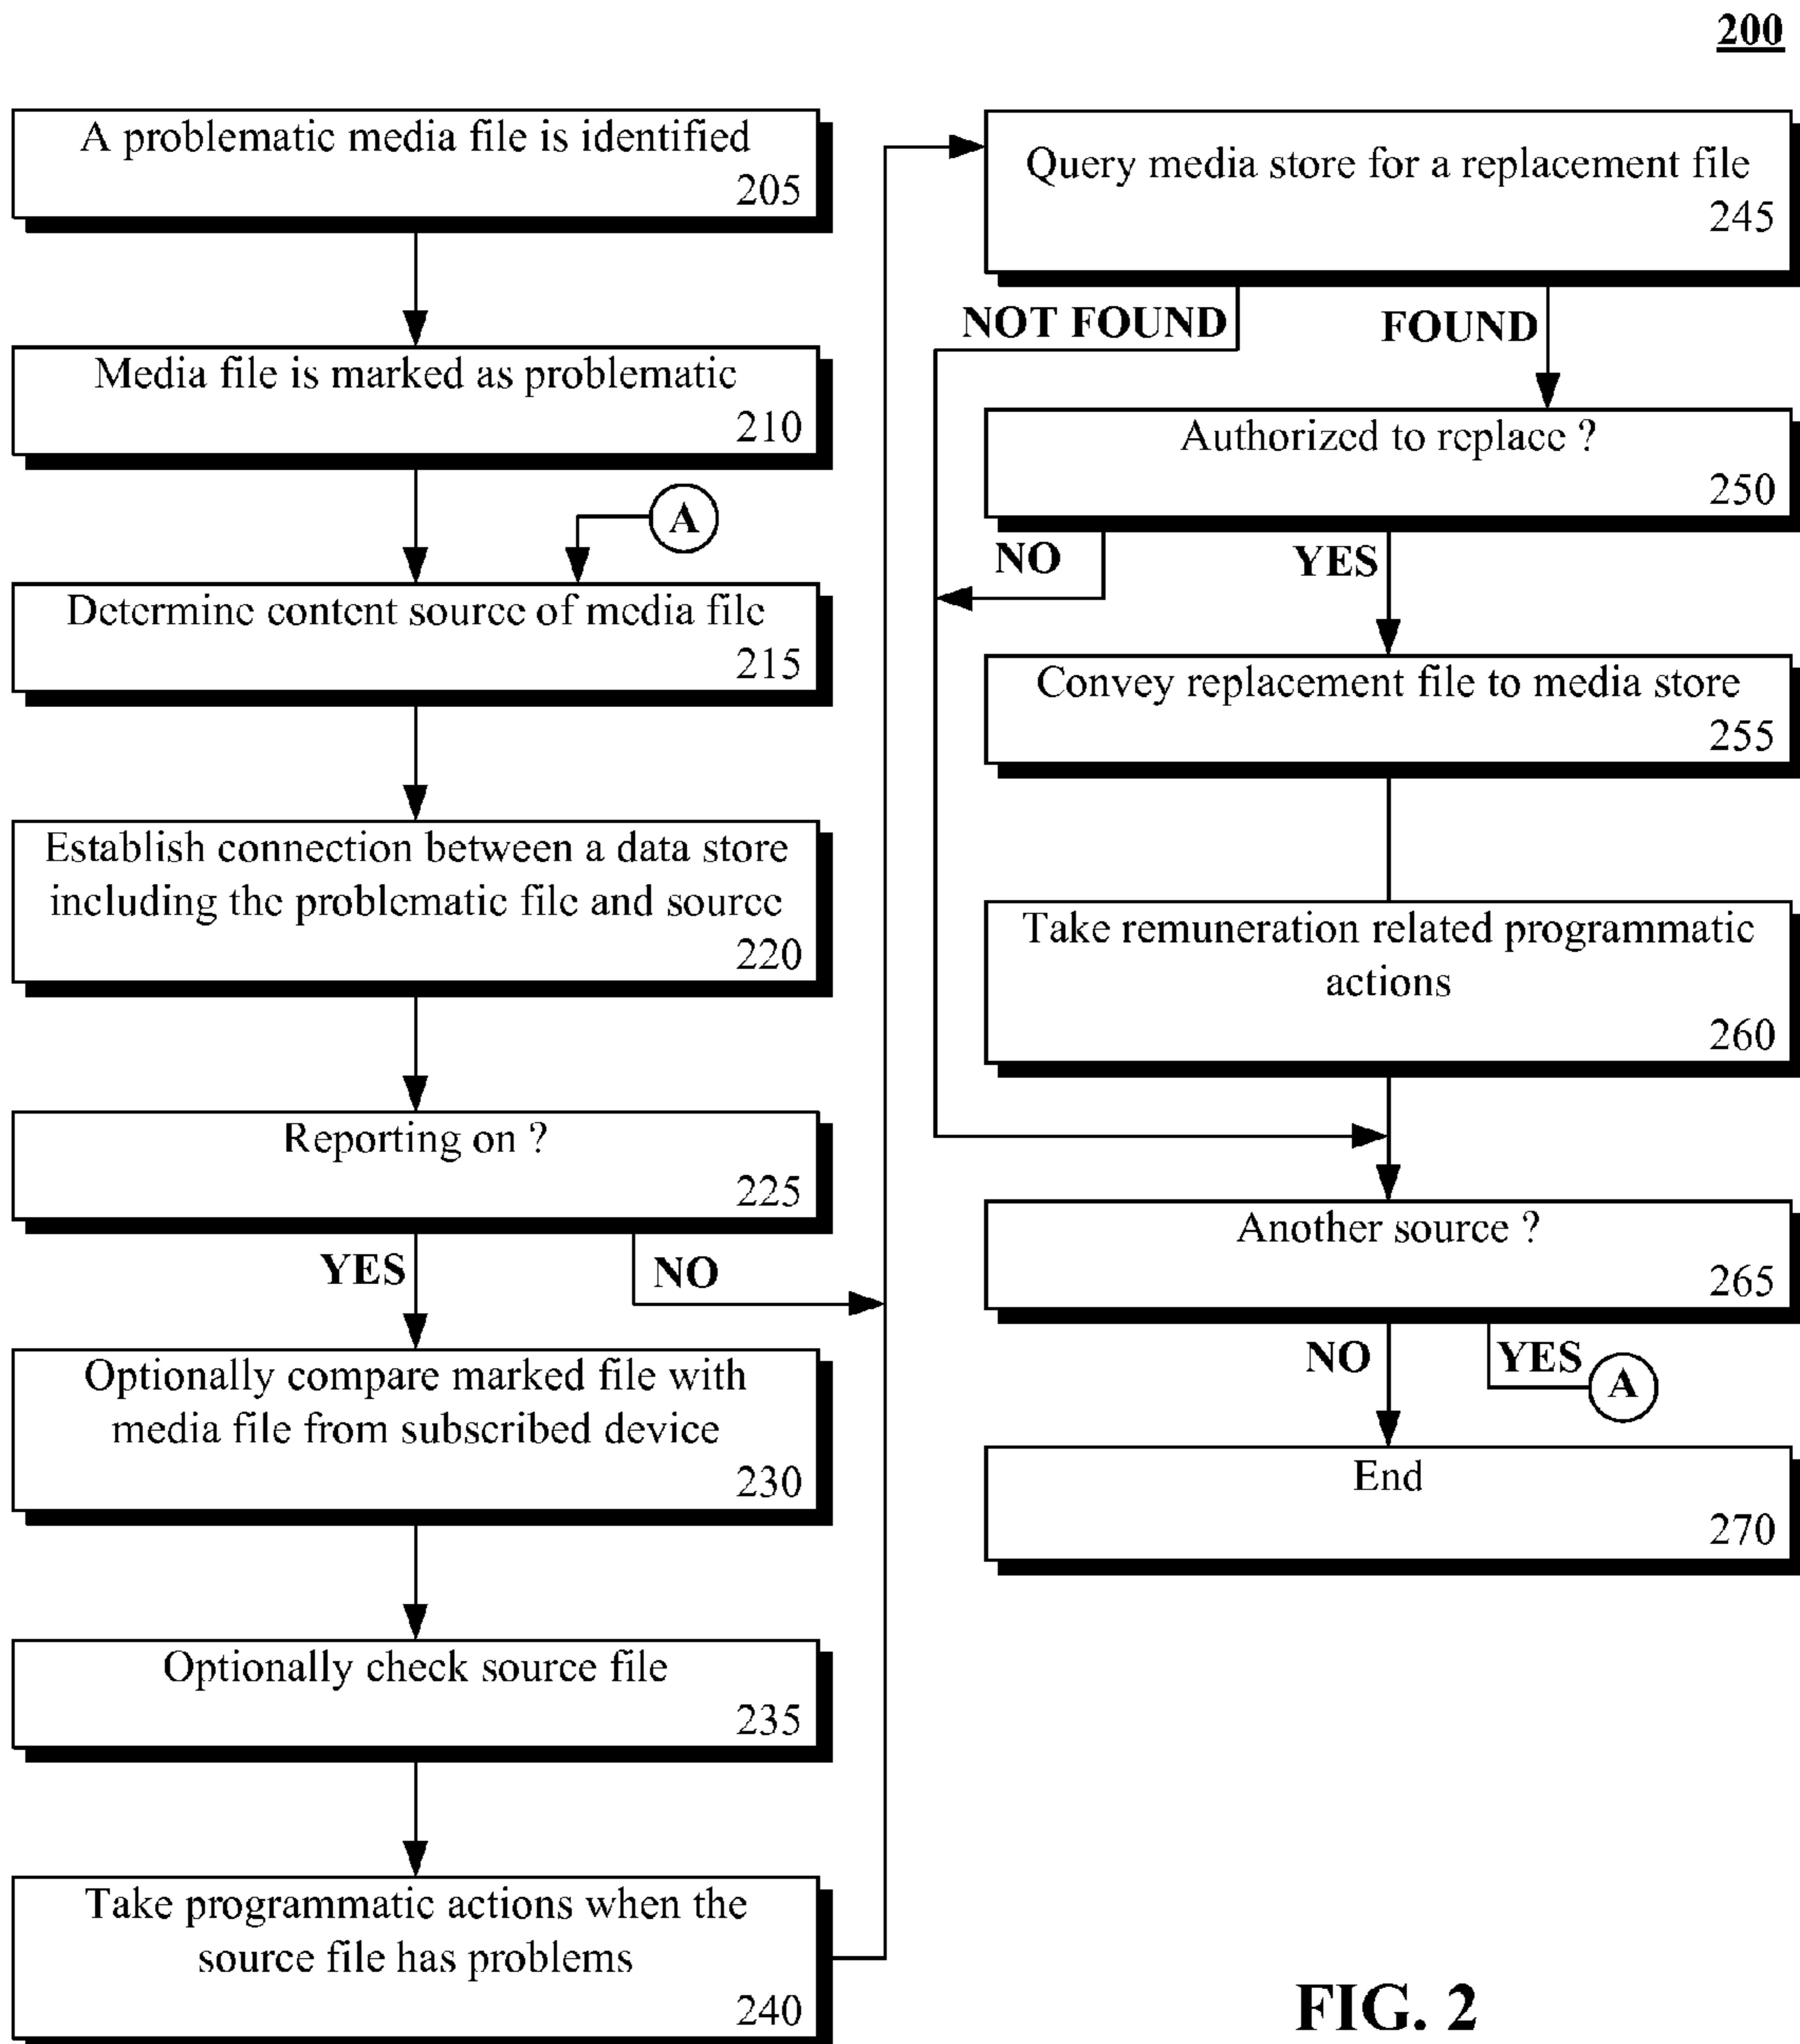 200
A problematic media file is identified
205
Media file is marked as problematic
210
A
Determine content source of media file
215
Establish connection between a data store
including the problematic file and source
220
Reporting on ?
225
YES
NO
Optionally compare marked file with
media file from subscribed device
230
Optionally check source file
235
Take programmatic actions when the
source file has problems
240
Query media store for a replacement file
245
NOT FOUND
FOUND
Authorized to replace ?
250
NO
YES
Convey replacement file to media store
255
Take remuneration related programmatic
actions
260
Another source ?
265
NO
YES
A
End
270
FIG. 2